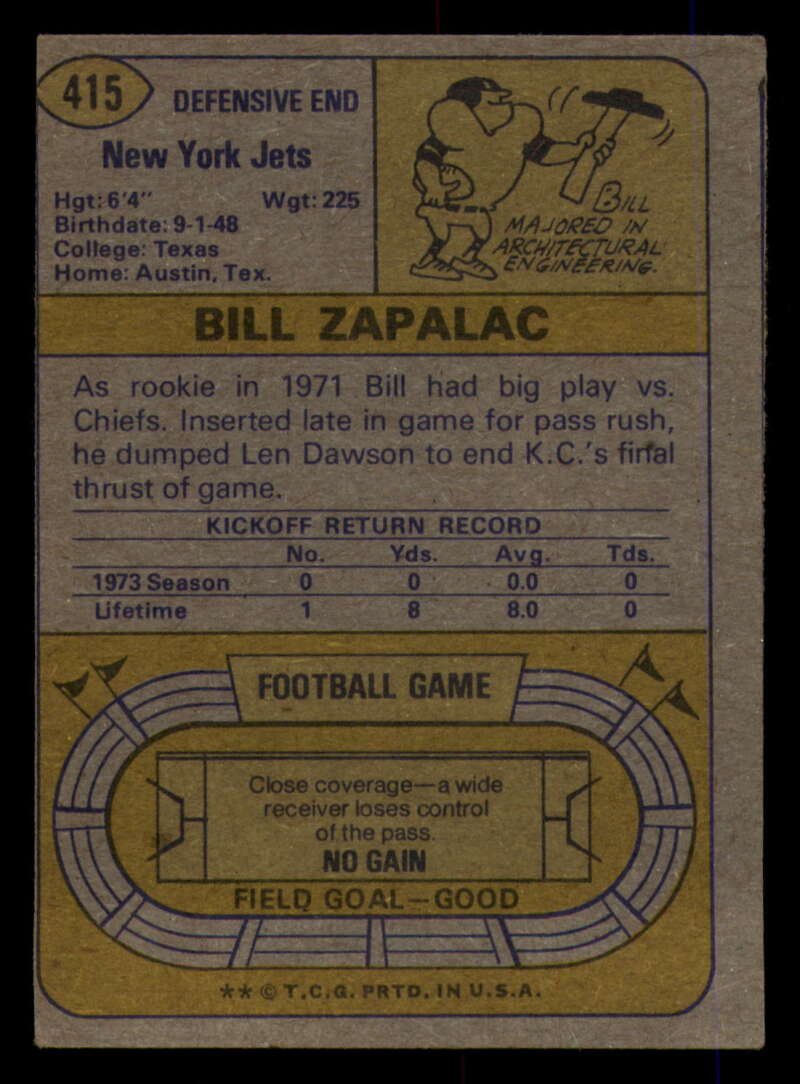 415
DEFENSIVE END
New York Jets
Hgt: 6'4" Wgt: 225
Birthdate: 9-1-48
College: Texas
Home: Austin, Tex.
BILL
MAJORED IN
ARCHITECTURAL
ENGINEERING.
BILL ZAPALAC
As rookie in 1971 Bill had big play vs.
Chiefs. Inserted late in game for pass rush,
he dumped Len Dawson to end K.C.'s final
thrust of game.
KICKOFF RETURN RECORD
No. Yds. Avg. Tds.
1973 Season 0 0 0.0 0
Lifetime 1 8 8.0 0
FOOTBALL GAME
Close coverage—a wide
receiver loses control
of the pass.
NO GAIN
FIELD GOAL—GOOD
** © T.C.G. PRTD. IN U.S.A.